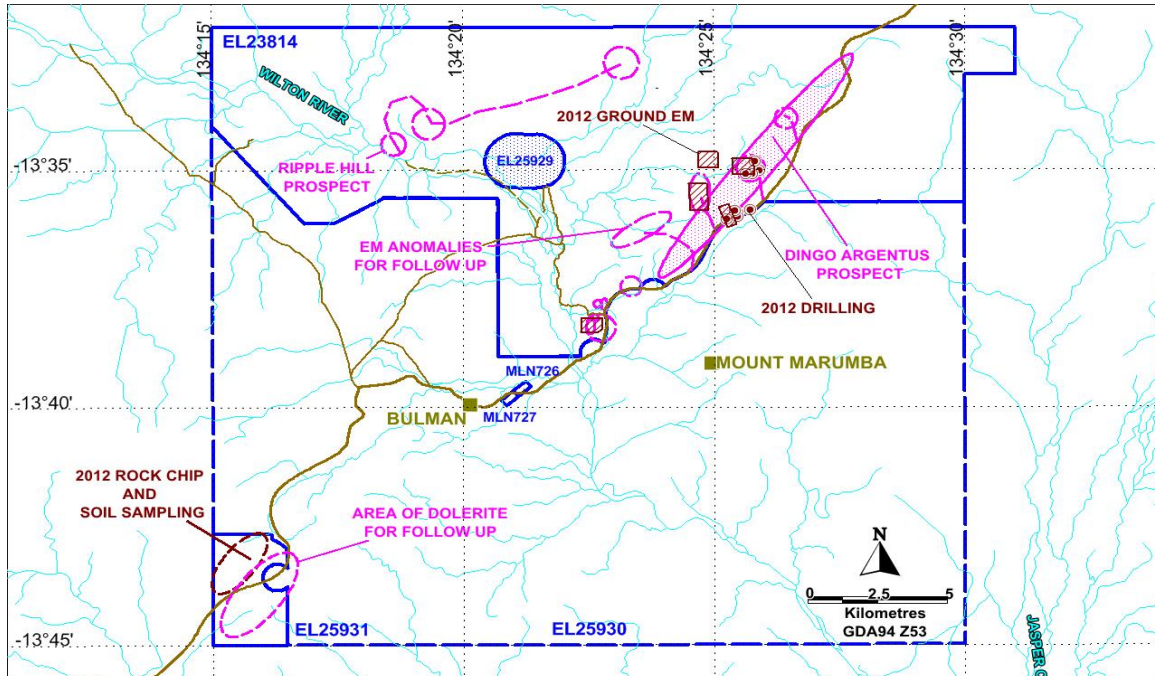 134°15'
134°20'
134°25'
134°30'
EL23814
WILTON RIVER
2012 GROUND EM
-13°35'
RIPPLE HILL
PROSPECT
EL25929
EM ANOMALIES
FOR FOLLOW UP
DINGO ARGENTUS
PROSPECT
2012 DRILLING
MOUNT MARUMBA
MLN726
-13°40'
BULMAN
MLN727
2012 ROCK CHIP
AND
SOIL SAMPLING
AREA OF DOLERITE
FOR FOLLOW UP
N
0 2.5 5
Kilometres
GDA94 Z53
EL25931
EL25930
-13°45'
JASPER